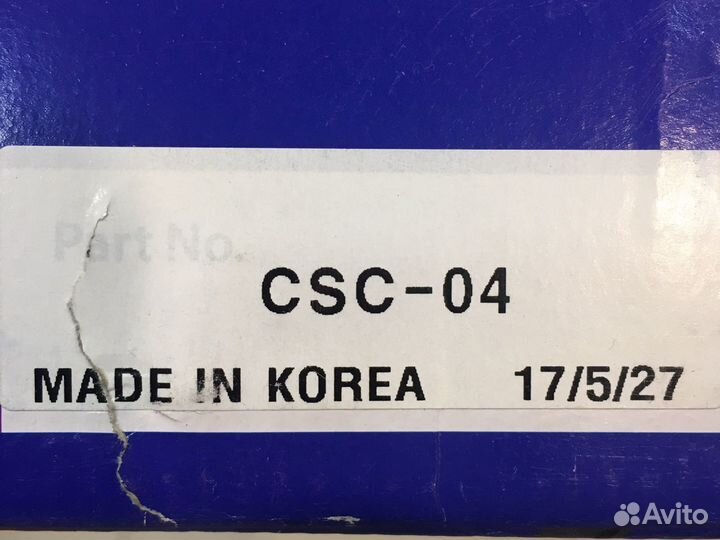 Part No.
CSC-04
MADE IN KOREA 17/5/27
Avito